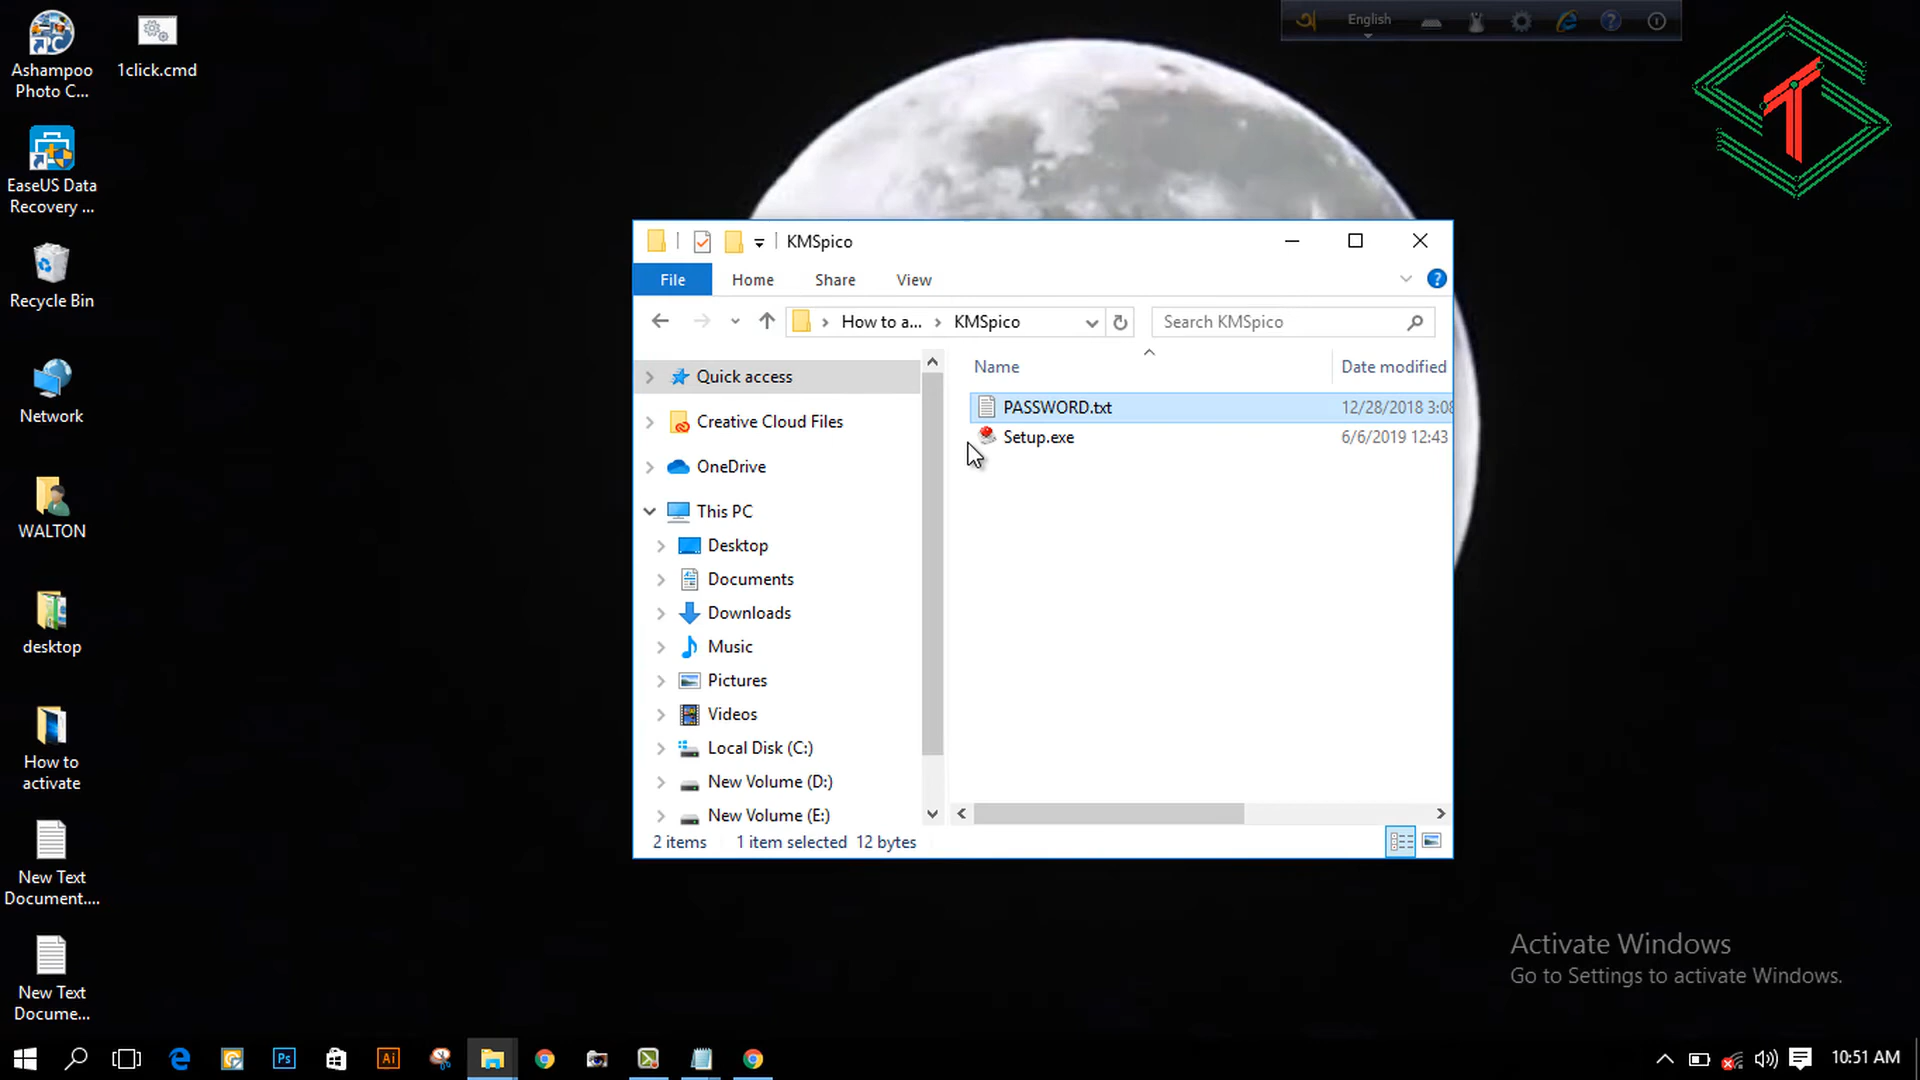 Ashampoo
Photo C...
1click.cmd
EaseUS Data
Recovery ...
Recycle Bin
Network
WALTON
desktop
How to
activate
New Text
Document....
New Text
Docume...
English
KMSpico
File
Home
Share
View
How to a...
KMSpico
Search KMSpico
Quick access
Creative Cloud Files
OneDrive
This PC
Desktop
Documents
Downloads
Music
Pictures
Videos
Local Disk (C:)
New Volume (D:)
New Volume (E:)
Name
Date modified
PASSWORD.txt
12/28/2018 3:08
Setup.exe
6/6/2019 12:43
2 items
1 item selected 12 bytes
Activate Windows
Go to Settings to activate Windows.
Ps
Ai
10:51 AM